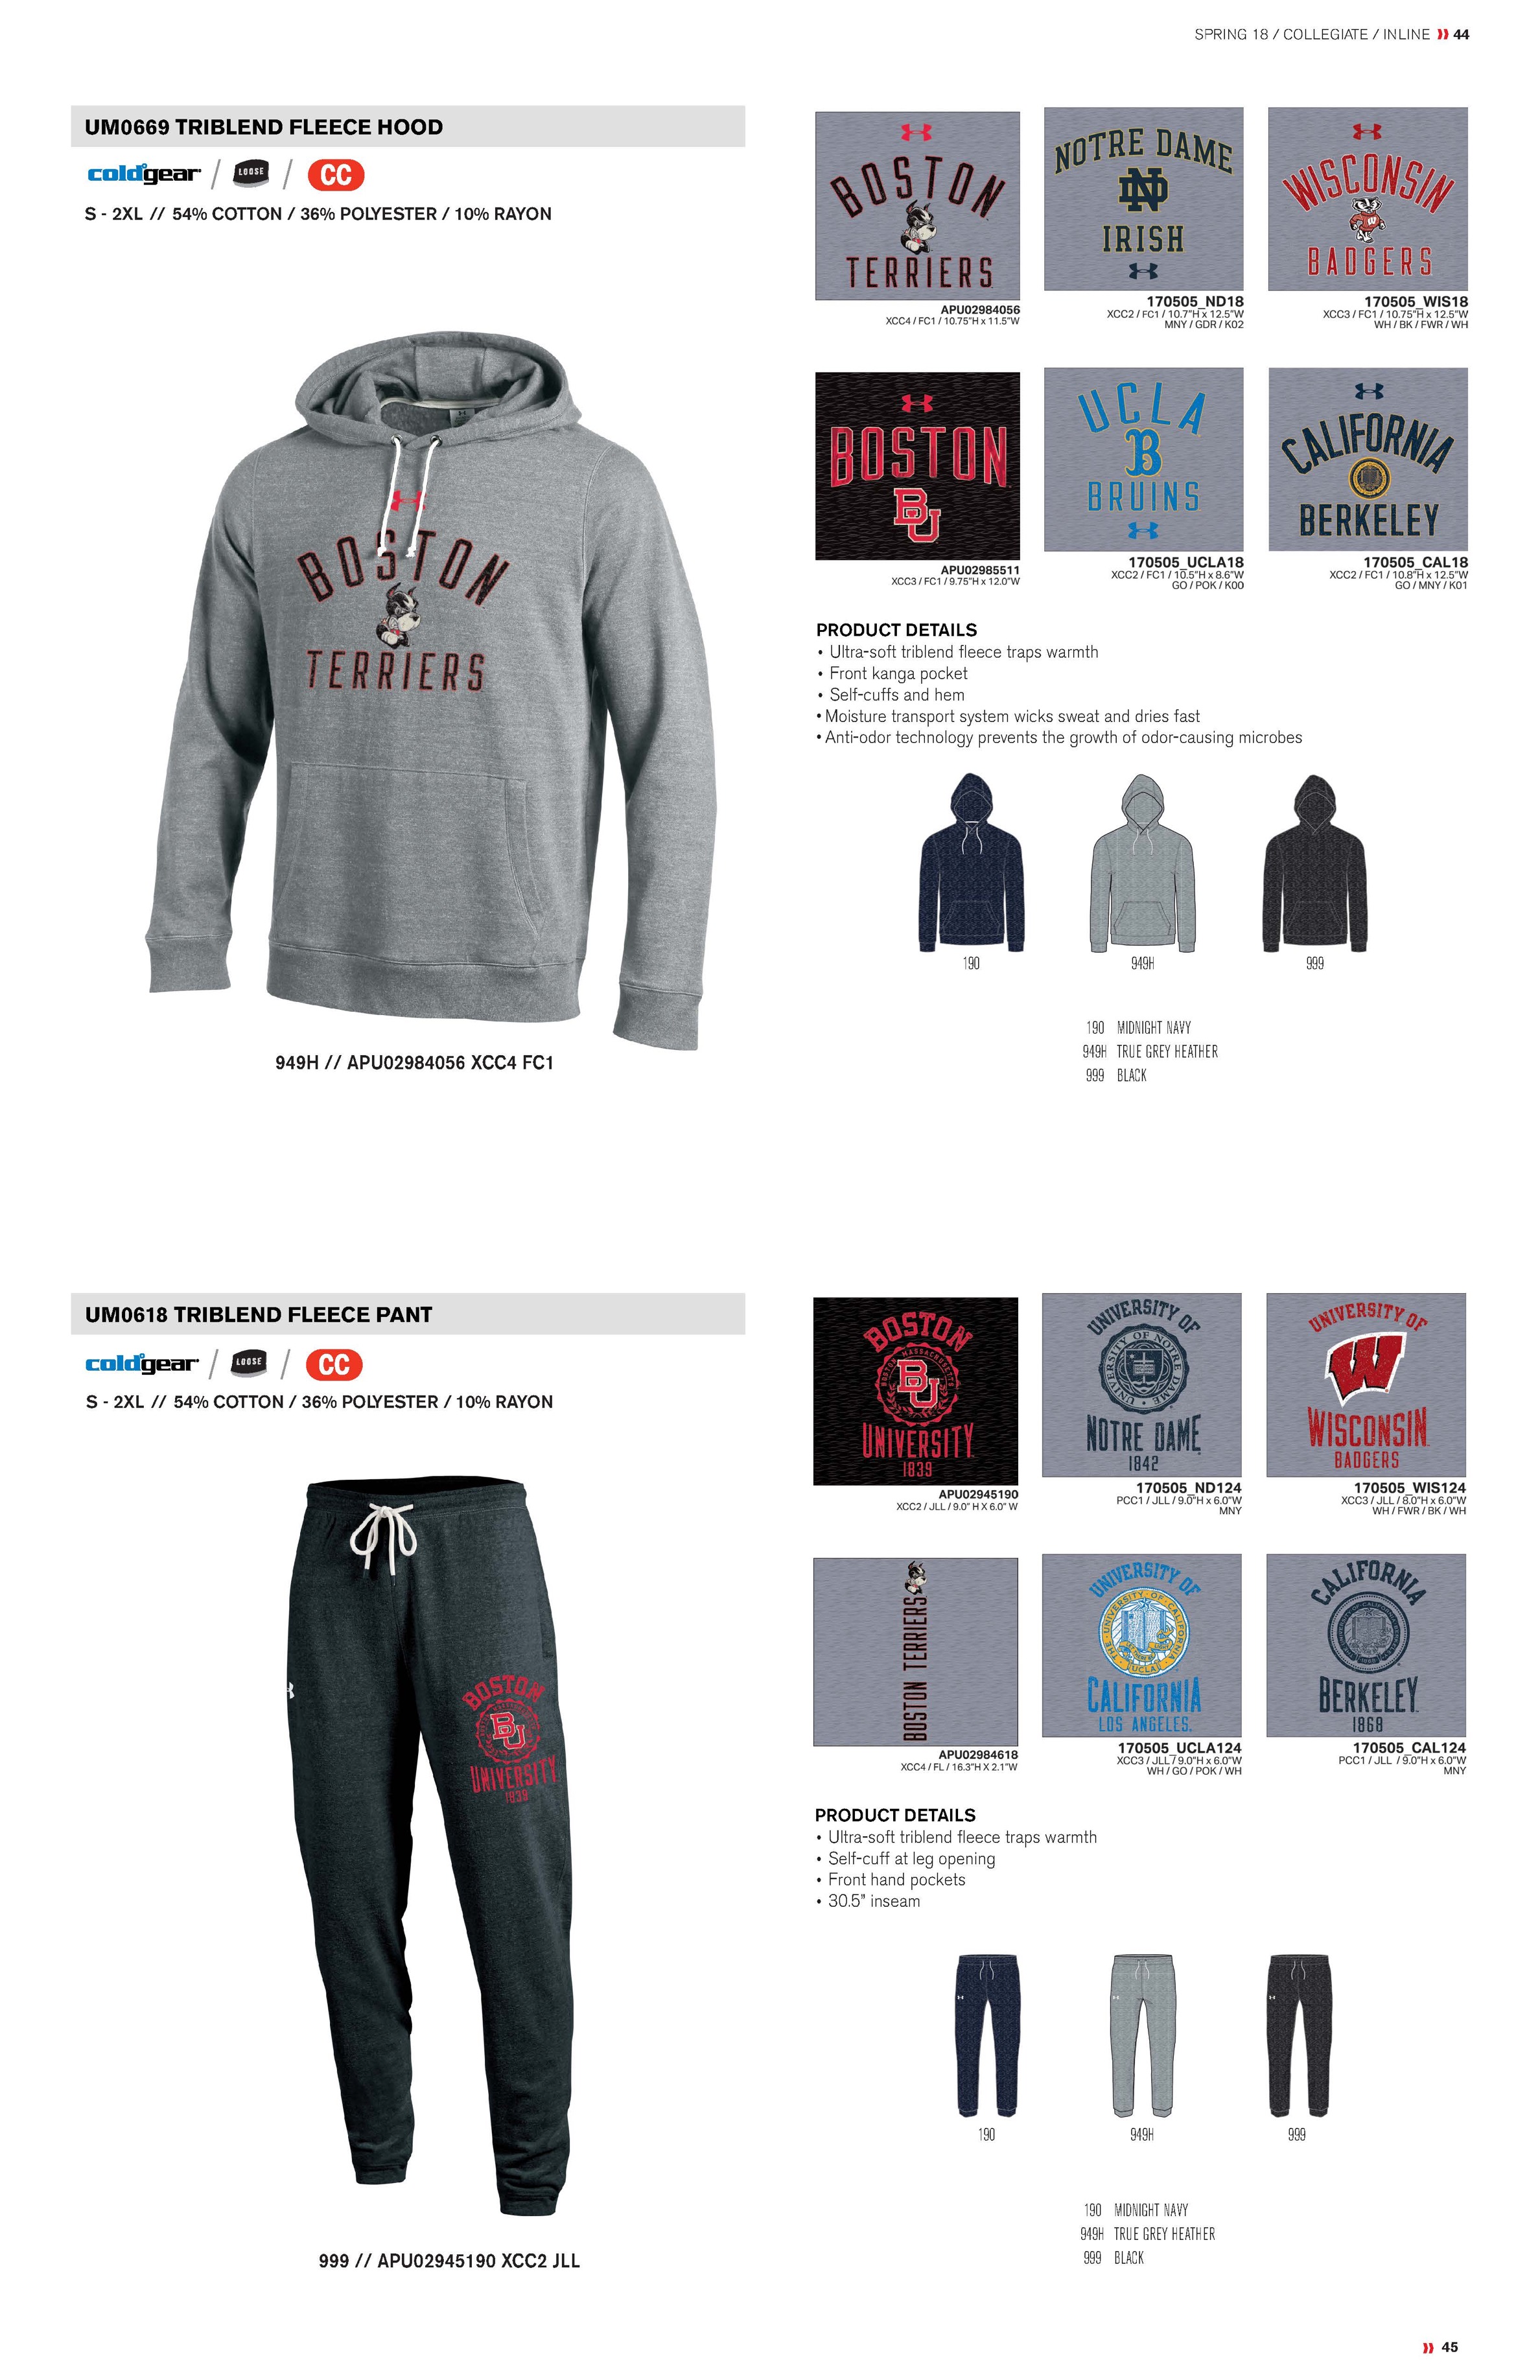 SPRING 18 / COLLEGIATE / INLINE 44
UM0669 TRIBLEND FLEECE HOOD
coldgear / LOOSE / CC
S - 2XL // 54% COTTON / 36% POLYESTER / 10% RAYON
BOSTON
TERRIERS
949H // APU02984056 XCC4 FC1
BOSTON
TERRIERS
APU02984056
XCC4 / FC1 / 10.75"H x 11.5"W
NOTRE DAME
ND
IRISH
170505_ND18
XCC2 / FC1 / 10.7"H x 12.5"W
MNY / GDR / K02
WISCONSIN
W
BADGERS
170505_WIS18
XCC3 / FC1 / 10.75"H x 12.5"W
WH / BK / FWR / WH
BOSTON
BU
APU02985511
XCC3 / FC1 / 9.75"H x 12.0"W
UCLA
B
BRUINS
170505_UCLA18
XCC2 / FC1 / 10.5"H x 8.6"W
GO / POK / K00
CALIFORNIA
BERKELEY
170505_CAL18
XCC2 / FC1 / 10.8"H x 12.5"W
GO / MNY / K01
PRODUCT DETAILS
• Ultra-soft triblend fleece traps warmth
• Front kanga pocket
• Self-cuffs and hem
• Moisture transport system wicks sweat and dries fast
• Anti-odor technology prevents the growth of odor-causing microbes
190 949H 999
190 MIDNIGHT NAVY
949H TRUE GREY HEATHER
999 BLACK
UM0618 TRIBLEND FLEECE PANT
coldgear / LOOSE / CC
S - 2XL // 54% COTTON / 36% POLYESTER / 10% RAYON
BOSTON
BU
UNIVERSITY
1839
999 // APU02945190 XCC2 JLL
BOSTON
BOSTON MASSACHUSETTS
BU
UNIVERSITY
1839
APU02945190
XCC2 / JLL / 9.0" H X 6.0" W
UNIVERSITY OF
UNIVERSITY OF NOTRE DAME
NOTRE DAME
1842
170505_ND124
PCC1 / JLL / 9.0"H x 6.0"W
MNY
UNIVERSITY OF
W
WISCONSIN
BADGERS
170505_WIS124
XCC3 / JLL / 8.0"H x 6.0"W
WH / FWR / BK / WH
BOSTON TERRIERS
APU02984618
XCC4 / FL / 16.3"H X 2.1"W
UNIVERSITY OF
THE UNIVERSITY OF CALIFORNIA
UCLA
CALIFORNIA
LOS ANGELES.
170505_UCLA124
XCC3 / JLL / 9.0"H x 6.0"W
WH / GO / POK / WH
CALIFORNIA
1868
BERKELEY
1868
170505_CAL124
PCC1 / JLL / 9.0"H x 6.0"W
MNY
PRODUCT DETAILS
• Ultra-soft triblend fleece traps warmth
• Self-cuff at leg opening
• Front hand pockets
• 30.5" inseam
190 949H 999
190 MIDNIGHT NAVY
949H TRUE GREY HEATHER
999 BLACK
45